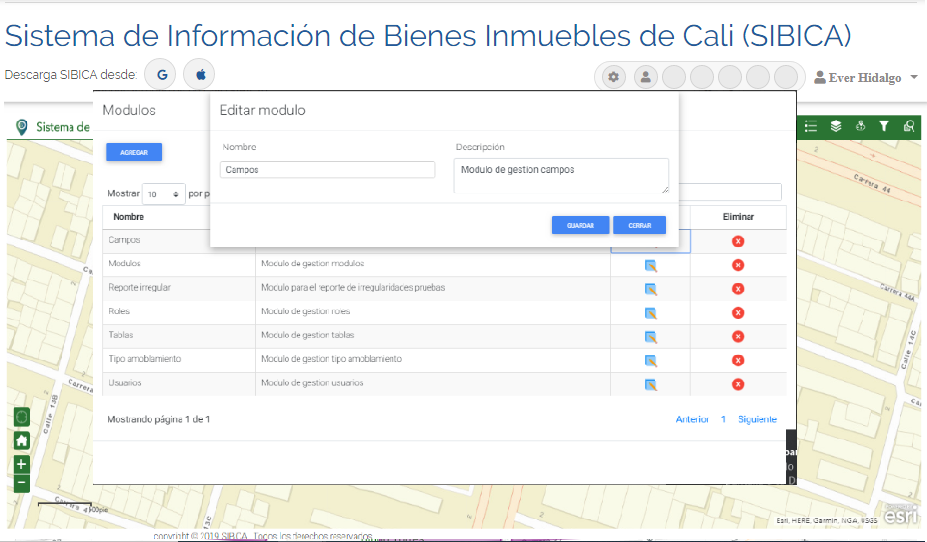 Sistema de Información de Bienes Inmuebles de Cali (SIBICA)
Descarga SIBICA desde: G
Ever Hidalgo
Sistema de
Modulos
Editar modulo
AGREGAR
Nombre Descripción
Campos Modulo de gestion campos
Mostrar 10 por p
GUARDAR CERRAR
Nombre Eliminar
Campos
Modulos Modulo de gestion modulos
Reporte irregular Modulo para el reporte de irregularidades pruebas
Roles Modulo de gestion roles
Tablas Modulo de gestion tablas
Tipo amoblamiento Modulo de gestion tipo amoblamiento
Usuarios Modulo de gestion usuarios
Mostrando página 1 de 1
Anterior 1 Siguiente
Carrera 44
Carrera 44A
Calle 14C
Calle 13B
Carrera
Esri, HERE, Garmin, NGA, USGS
esri
copyright © 2019 SIBICA. Todos los derechos reservados